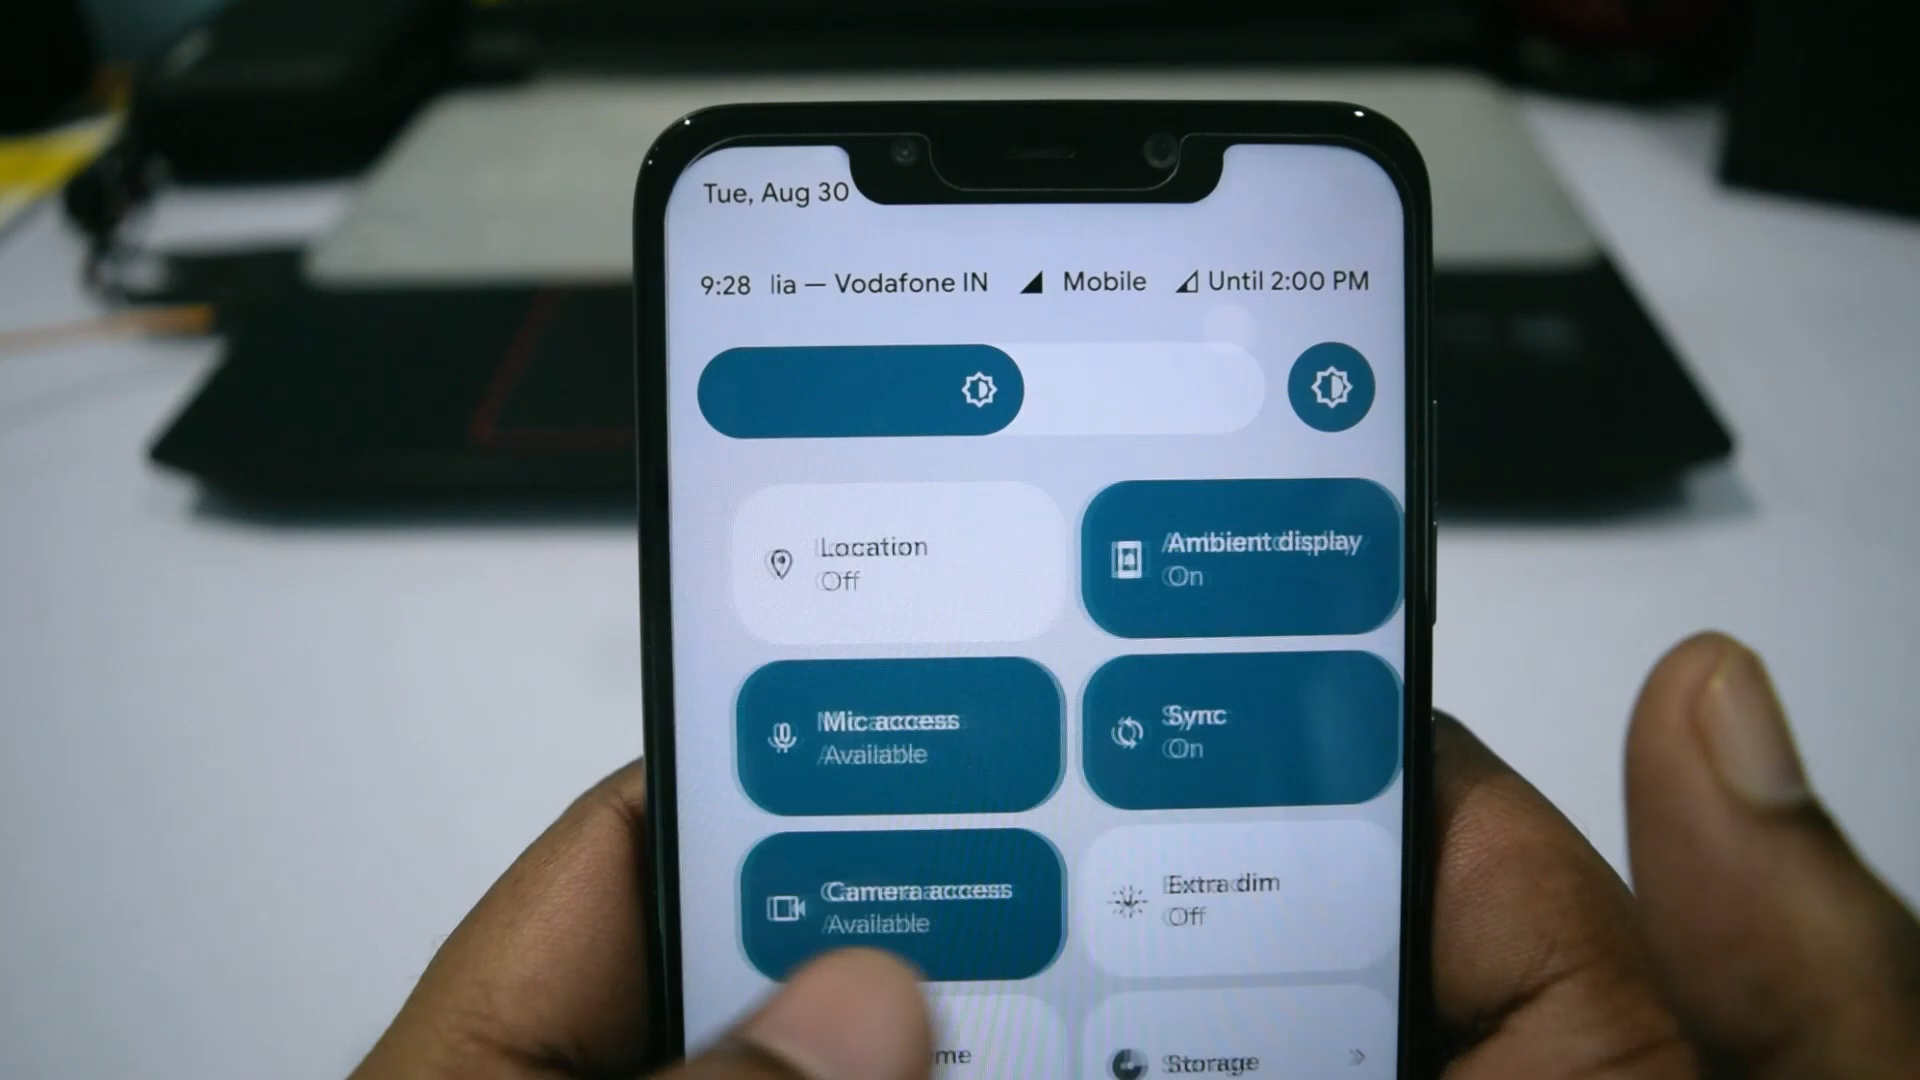 Tue, Aug 30
9:28 lia — Vodafone IN Mobile Until 2:00 PM
Location
Off
Ambient display
On
Mic access
Available
Sync
On
Camera access
Available
Extra dim
Off
me
Storage